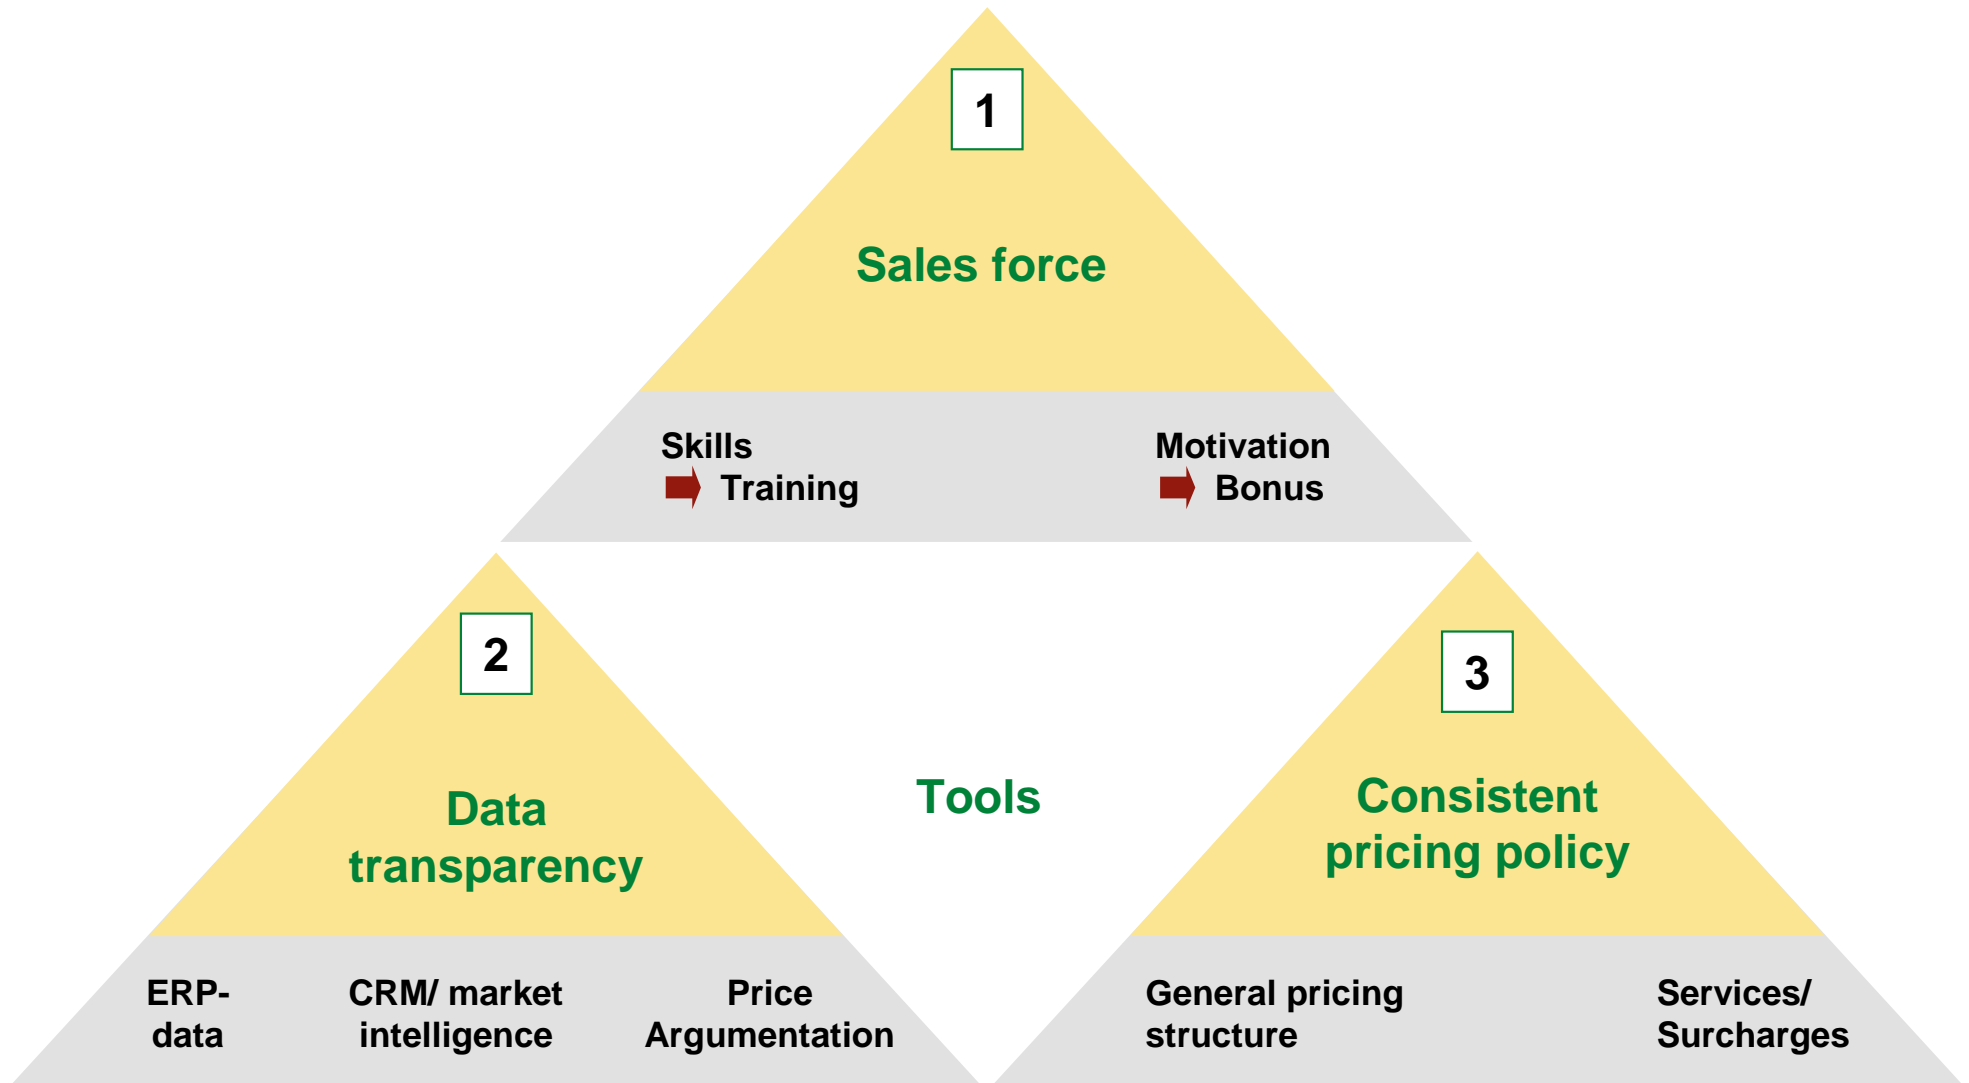 1
Sales force
Skills
Training
Motivation
Bonus
2
Data
transparency
Tools
3
Consistent
pricing policy
ERP-
data
CRM/ market
intelligence
Price
Argumentation
General pricing
structure
Services/
Surcharges